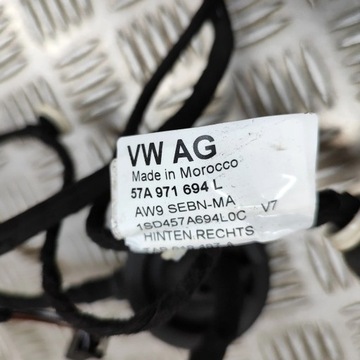 VW AG
Made in Morocco
57A 971 694 L
AW9 SEBN-MA
1SD457A694L0C V7
HINTEN RECHTS